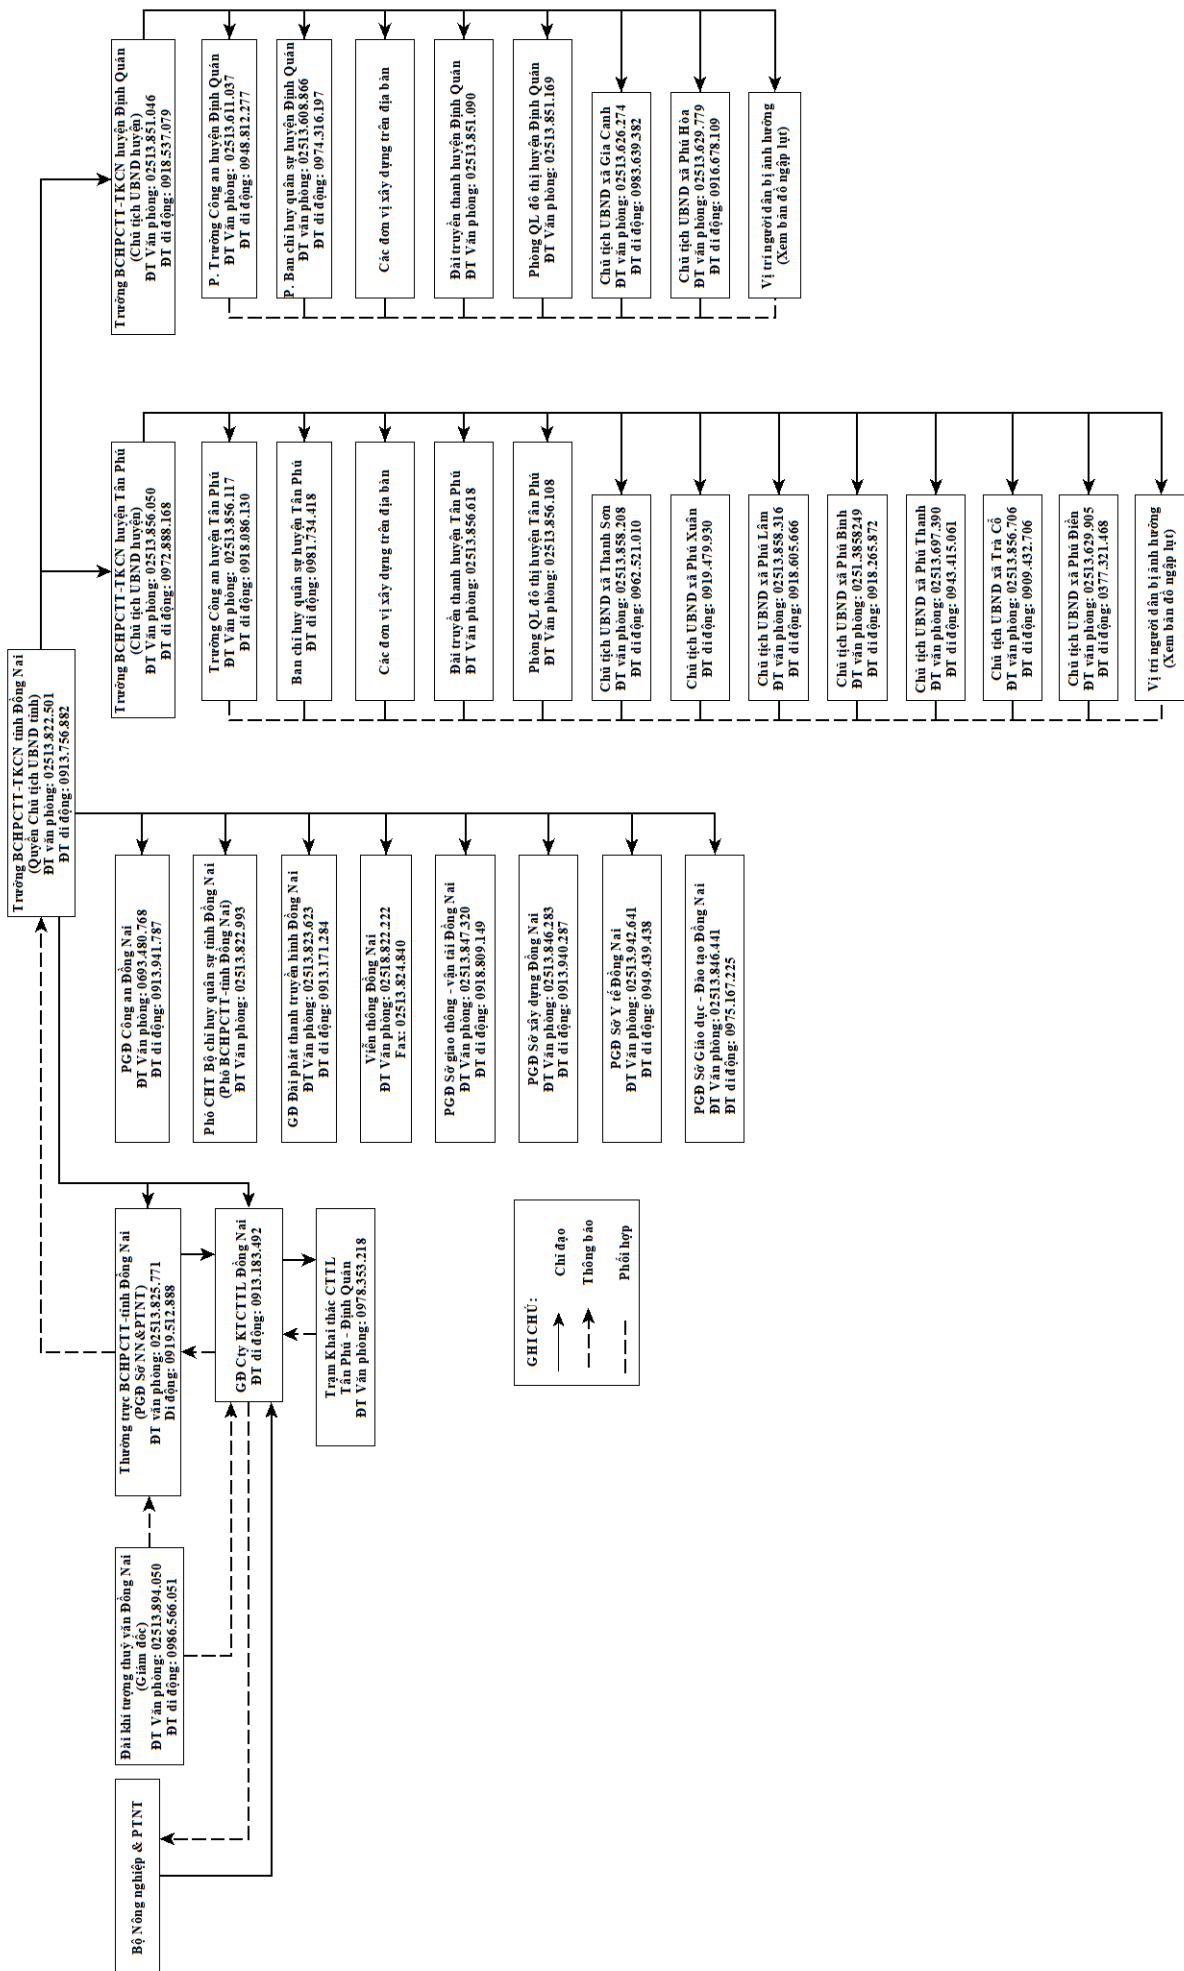 Trưởng BCHPCTT-TKCN tỉnh Đồng Nai
(Quyền Chủ tịch UBND tỉnh)
ĐT văn phòng: 02513.822.501
ĐT di động: 0913.756.882
Bộ Nông nghiệp & PTNT
Đài khí tượng thuỷ văn Đồng Nai
(Giám đốc)
ĐT Văn phòng: 02513.894.050
ĐT di động: 0986.566.051
Thường trực BCHPCTT-tỉnh Đồng Nai
(PGĐ Sở NN&PTNT)
ĐT văn phòng: 02513.825.771
Di động: 0919.512.888
GĐ Cty KTCTTL Đồng Nai
ĐT di động: 0913.183.492
Trạm Khai thác CTTL
Tân Phú - Định Quán
ĐT Văn phòng: 0978.353.218
GHI CHÚ:
Chỉ đạo
Thông báo
Phối hợp
PGĐ Công an Đồng Nai
ĐT Văn phòng: 0693.480.768
ĐT di động: 0913.941.787
Phó CHT Bộ chỉ huy quân sự tỉnh Đồng Nai
(Phó BCHPCTT-tỉnh Đồng Nai)
ĐT Văn phòng: 02513.822.993
GĐ Đài phát thanh truyền hình Đồng Nai
ĐT Văn phòng: 02513.823.623
ĐT di động: 0913.171.284
Viễn thông Đồng Nai
ĐT Văn phòng: 02518.822.222
Fax: 02513.824.840
PGĐ Sở giao thông - vận tải Đồng Nai
ĐT Văn phòng: 02513.847.320
ĐT di động: 0918.809.149
PGĐ Sở xây dựng Đồng Nai
ĐT Văn phòng: 02513.846.283
ĐT di động: 0913.940.287
PGĐ Sở Y tế Đồng Nai
ĐT Văn phòng: 02513.942.641
ĐT di động: 0949.439.438
PGĐ Sở Giáo dục - Đào tạo Đồng Nai
ĐT Văn phòng: 02513.846.441
ĐT di động: 0975.167.225
Trưởng BCHPCTT-TKCN huyện Tân Phú
(Chủ tịch UBND huyện)
ĐT Văn phòng: 02513.856.050
ĐT di động: 0972.888.168
Trưởng Công an huyện Tân Phú
ĐT Văn phòng: 02513.856.117
ĐT di động: 0918.086.130
Ban chỉ huy quân sự huyện Tân Phú
ĐT di động: 0981.734.418
Các đơn vị xây dựng trên địa bàn
Đài truyền thanh huyện Tân Phú
ĐT Văn phòng: 02513.856.618
Phòng QL đô thị huyện Tân Phú
ĐT Văn phòng: 02513.856.108
Chủ tịch UBND xã Thanh Sơn
ĐT văn phòng: 02513.858.208
ĐT di động: 0962.521.010
Chủ tịch UBND xã Phú Xuân
ĐT di động: 0919.479.930
Chủ tịch UBND xã Phú Lâm
ĐT văn phòng: 02513.858.316
ĐT di động: 0918.605.666
Chủ tịch UBND xã Phú Bình
ĐT văn phòng: 0251.3858249
ĐT di động: 0918.265.872
Chủ tịch UBND xã Phú Thanh
ĐT văn phòng: 02513.697.390
ĐT di động: 0943.415.061
Chủ tịch UBND xã Trà Cổ
ĐT văn phòng: 02513.856.706
ĐT di động: 0909.432.706
Chủ tịch UBND xã Phú Điền
ĐT văn phòng: 02513.629.905
ĐT di động: 0377.321.468
Vị trí người dân bị ảnh hưởng
(Xem bản đồ ngập lụt)
Trưởng BCHPCTT-TKCN huyện Định Quán
(Chủ tịch UBND huyện)
ĐT Văn phòng: 02513.851.046
ĐT di động: 0918.537.079
P. Trưởng Công an huyện Định Quán
ĐT Văn phòng: 02513.611.037
ĐT di động: 0948.812.277
P. Ban chỉ huy quân sự huyện Định Quán
ĐT văn phòng: 02513.608.866
ĐT di động: 0974.316.197
Các đơn vị xây dựng trên địa bàn
Đài truyền thanh huyện Định Quán
ĐT Văn phòng: 02513.851.090
Phòng QL đô thị huyện Định Quán
ĐT Văn phòng: 02513.851.169
Chủ tịch UBND xã Gia Canh
ĐT văn phòng: 02513.626.274
ĐT di động: 0983.639.382
Chủ tịch UBND xã Phú Hòa
ĐT văn phòng: 02513.629.779
ĐT di động: 0916.678.109
Vị trí người dân bị ảnh hưởng
(Xem bản đồ ngập lụt)